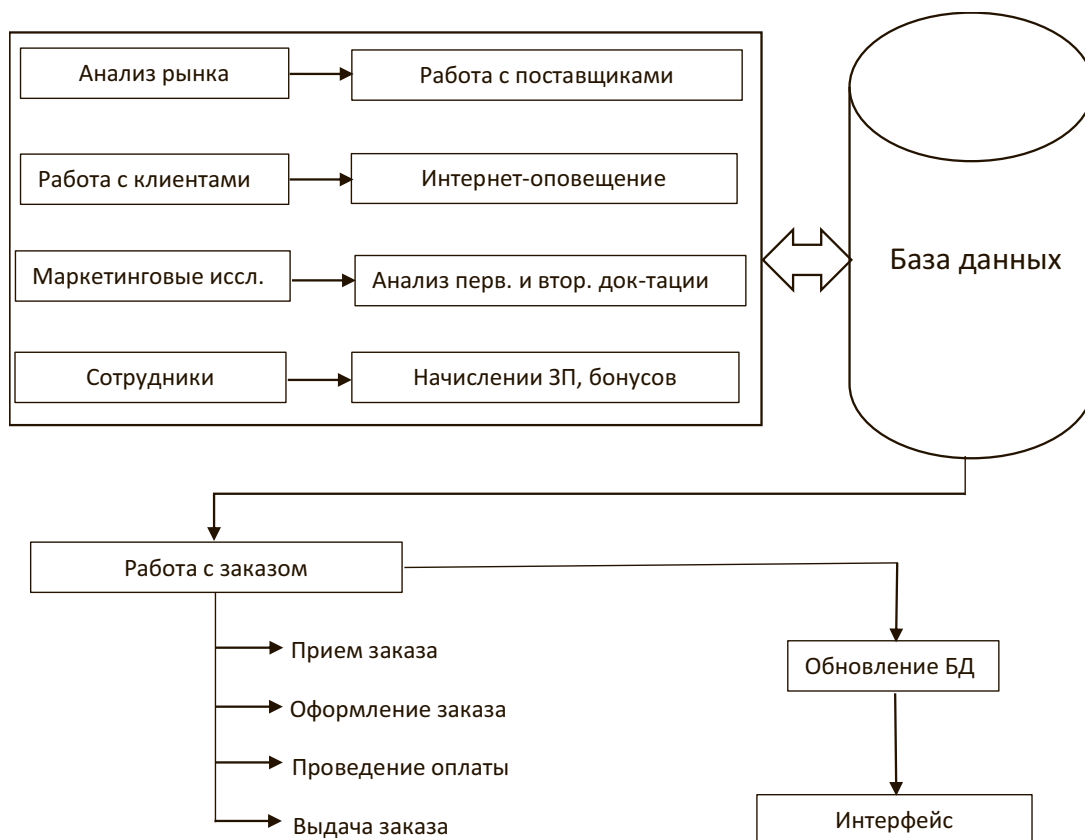 Анализ рынка
Работа с поставщиками
Работа с клиентами
Интернет-оповещение
Маркетинговые иссл.
Анализ перв. и втор. док-тации
Сотрудники
Начислении ЗП, бонусов
База данных
Работа с заказом
Прием заказа
Оформление заказа
Проведение оплаты
Выдача заказа
Обновление БД
Интерфейс